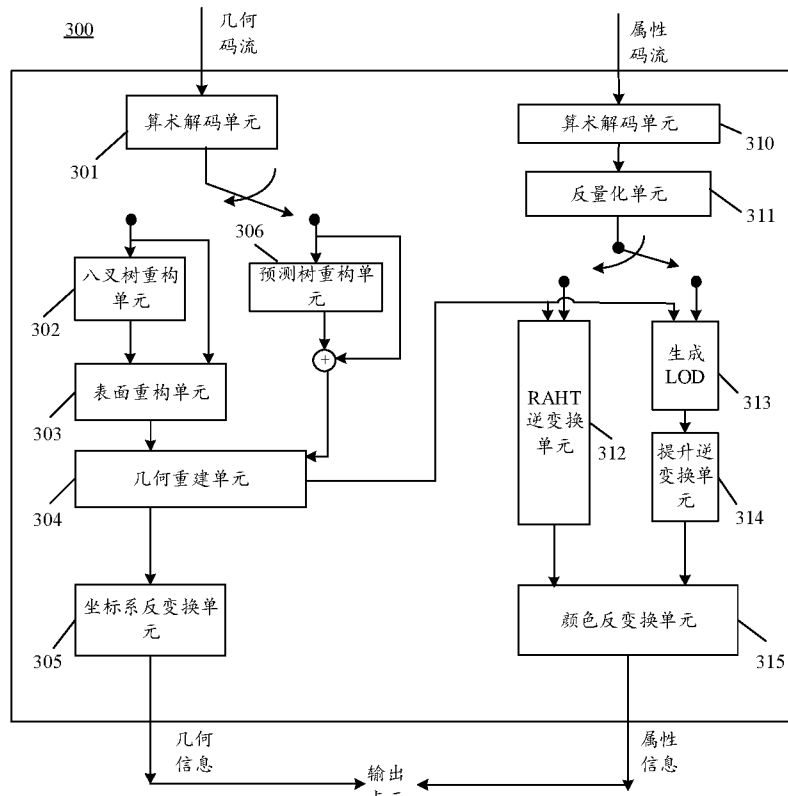 300
几何
码流
属性
码流
算术解码单元
301
算术解码单元
310
反量化单元
311
八叉树重构
单元
302
306
预测树重构单
元
+
表面重构单元
303
几何重建单元
304
RAHT
逆变换
单元
312
生成
LOD
313
提升逆
变换单
元
314
坐标系反变换单
元
305
颜色反变换单元
315
几何
信息
属性
信息
输出